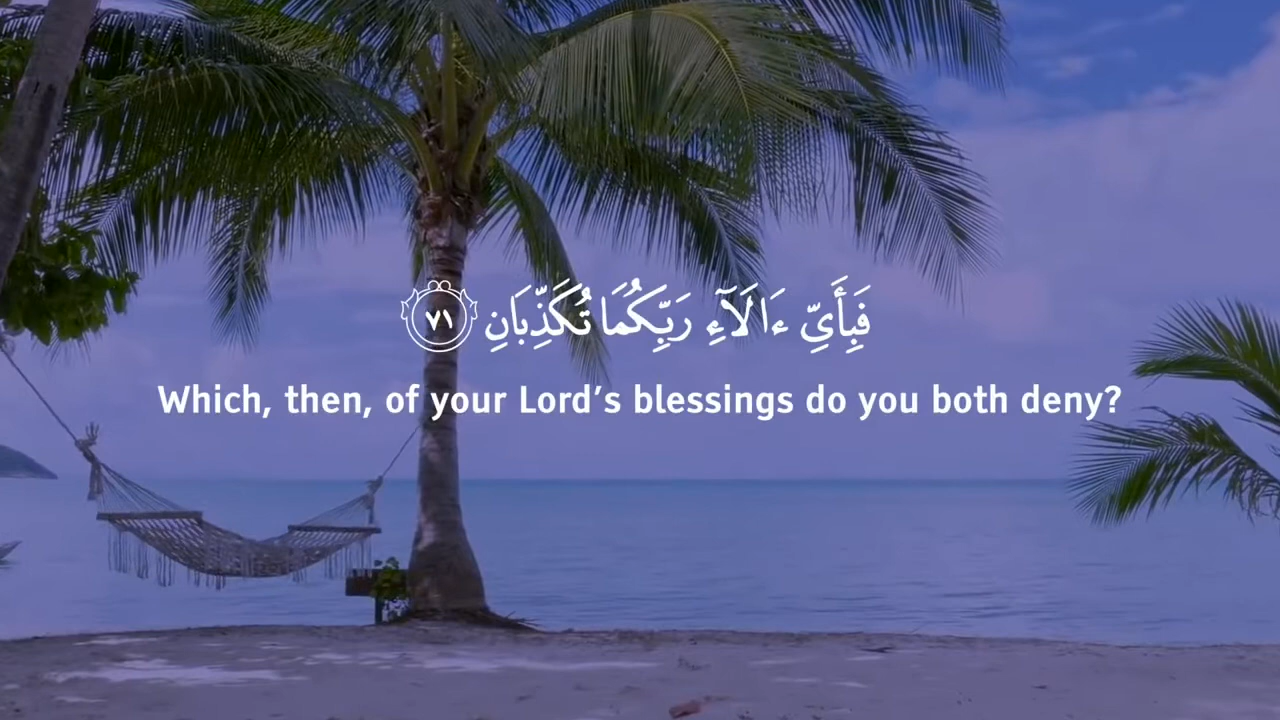 فَبِأَيِّ ءَالَآءِ رَبِّكُمَا تُكَذِّبَانِ ٧١
Which, then, of your Lord’s blessings do you both deny?